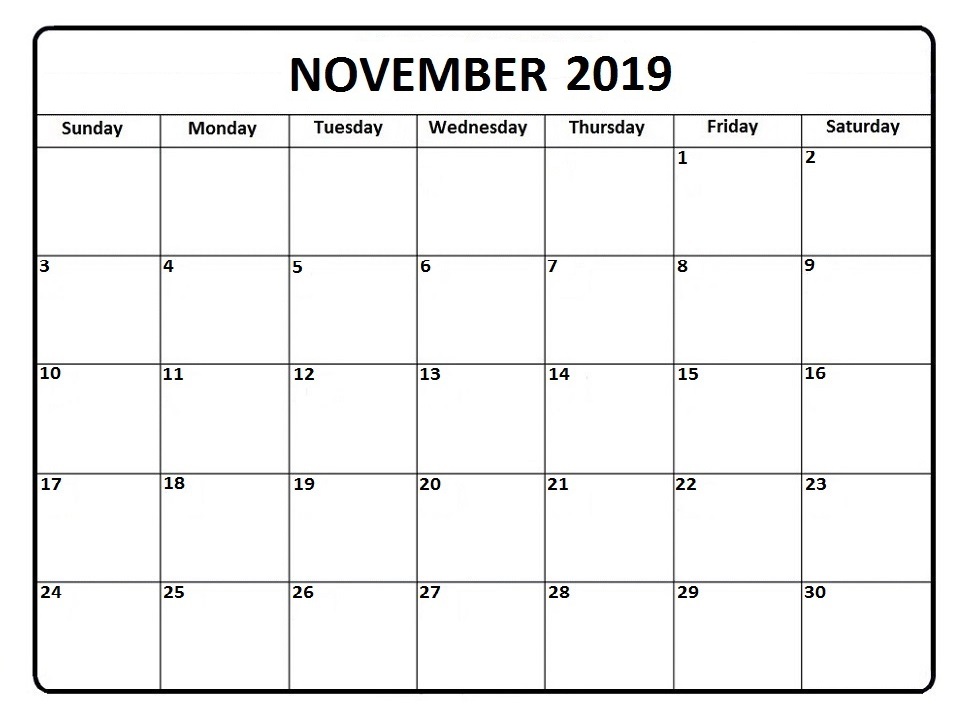 NOVEMBER 2019
Sunday Monday Tuesday Wednesday Thursday Friday Saturday
1 2
3 4 5 6 7 8 9
10 11 12 13 14 15 16
17 18 19 20 21 22 23
24 25 26 27 28 29 30